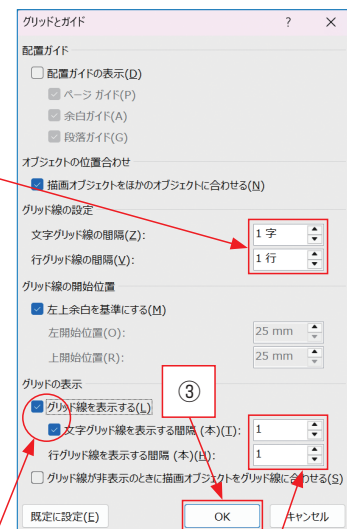 グリッドとガイド ? ×
配置ガイド
配置ガイドの表示(D)
ページ ガイド(P)
余白ガイド(A)
段落ガイド(G)
オブジェクトの位置合わせ
描画オブジェクトをほかのオブジェクトに合わせる(N)
グリッド線の設定
文字グリッド線の間隔(Z): 1 字
行グリッド線の間隔(V): 1 行
グリッド線の開始位置
左上余白を基準にする(M)
左開始位置(O): 25 mm
上開始位置(R): 25 mm
グリッドの表示
③
グリッド線を表示する(L)
文字グリッド線を表示する間隔 (本)(T): 1
行グリッド線を表示する間隔 (本)(H): 1
グリッド線が非表示のときに描画オブジェクトをグリッド線に合わせる(S)
既定に設定(E) OK キャンセル